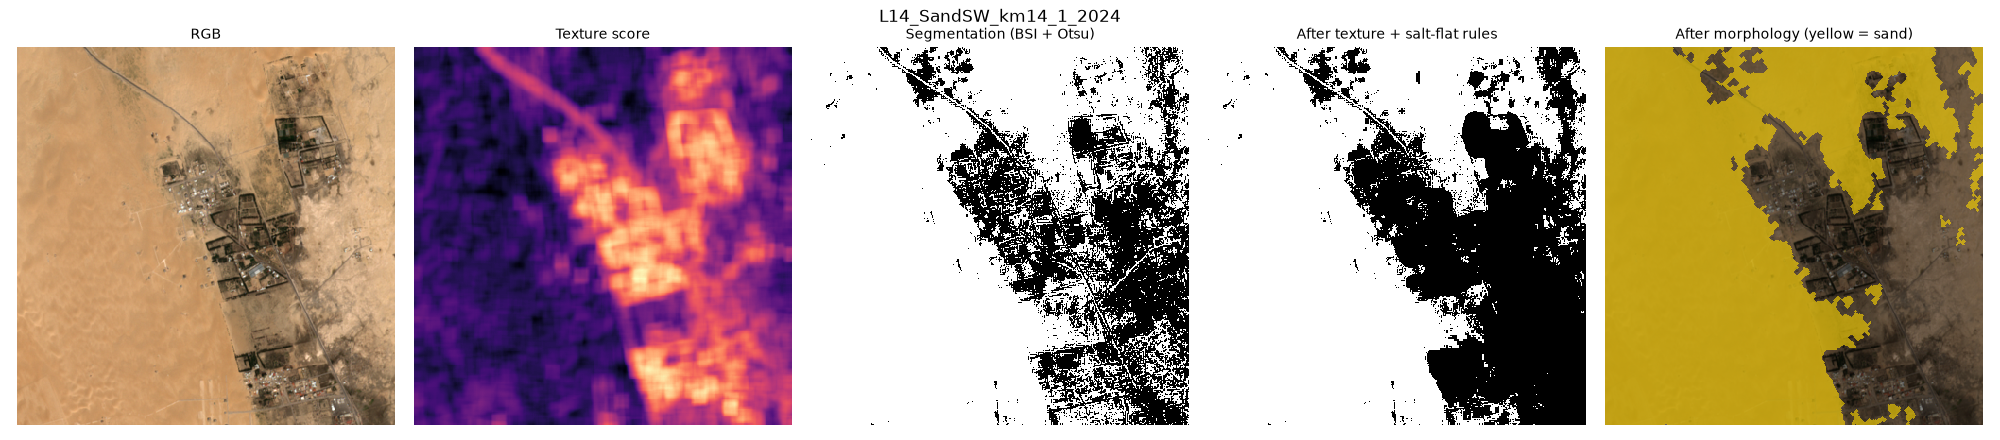 L14_SandSW_km14_1_2024
RGB
Texture score
Segmentation (BSI + Otsu)
After texture + salt-flat rules
After morphology (yellow = sand)